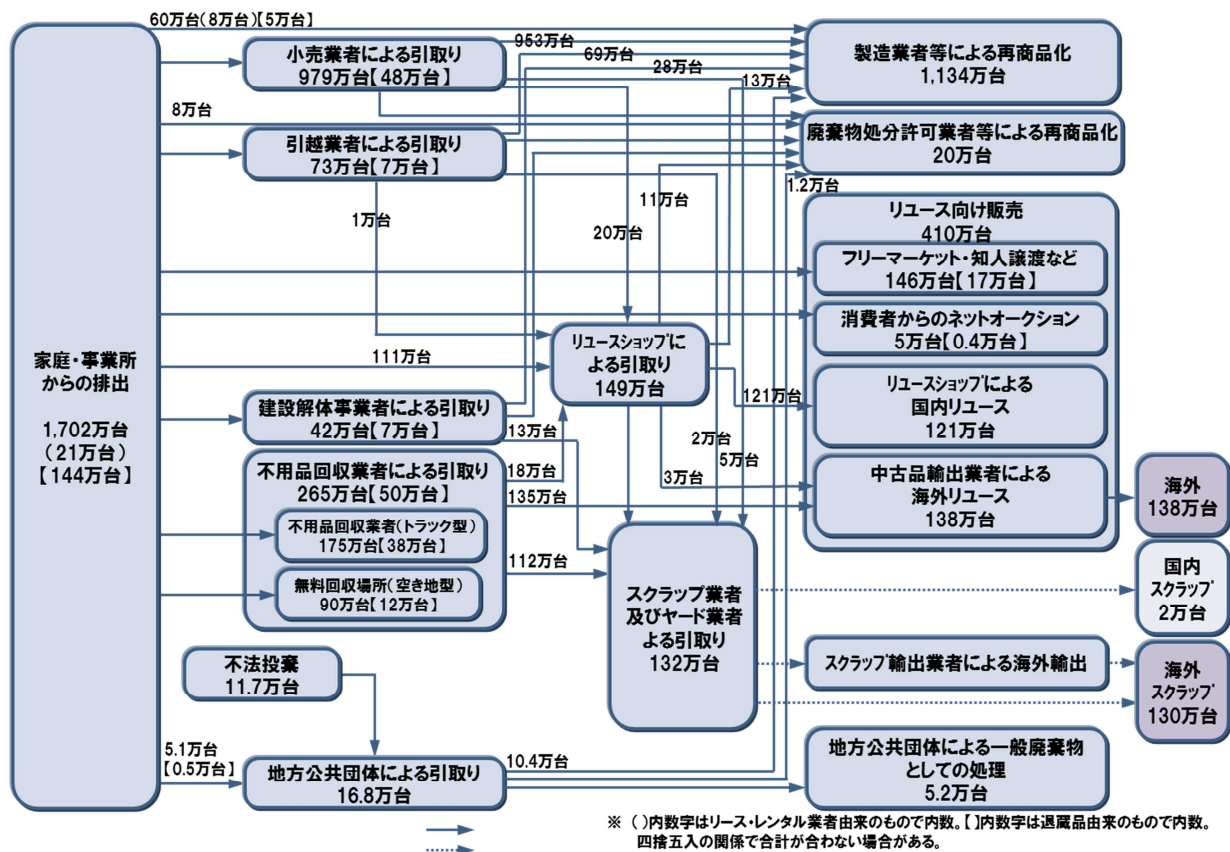 60万台(8万台)【5万台】
小売業者による引取り
979万台【48万台】
953万台
69万台
28万台
製造業者等による再商品化
1,134万台
13万台
8万台
引越業者による引取り
73万台【7万台】
廃棄物処分許可業者等による再商品化
20万台
1万台
11万台
1.2万台
20万台
リユース向け販売
410万台
フリーマーケット・知人譲渡など
146万台【17万台】
消費者からのネットオークション
5万台【0.4万台】
家庭・事業所
からの排出
1,702万台
(21万台)
【144万台】
111万台
リユースショップに
よる引取り
149万台
121万台
リユースショップによる
国内リユース
121万台
建設解体事業者による引取り
42万台【7万台】
13万台
2万台
5万台
不用品回収業者による引取り
265万台【50万台】
18万台
135万台
3万台
中古品輸出業者による
海外リユース
138万台
海外
138万台
不用品回収業者(トラック型)
175万台【38万台】
無料回収場所(空き地型)
90万台【12万台】
112万台
スクラップ業者
及びヤード業者
よる引取り
132万台
国内
スクラップ
2万台
スクラップ輸出業者による海外輸出
海外
スクラップ
130万台
不法投棄
11.7万台
5.1万台
【0.5万台】
地方公共団体による引取り
16.8万台
10.4万台
地方公共団体による一般廃棄物
としての処理
5.2万台
※ ( )内数字はリース・レンタル業者由来のもので内数。【 】内数字は退蔵品由来のもので内数。
四捨五入の関係で合計が合わない場合がある。